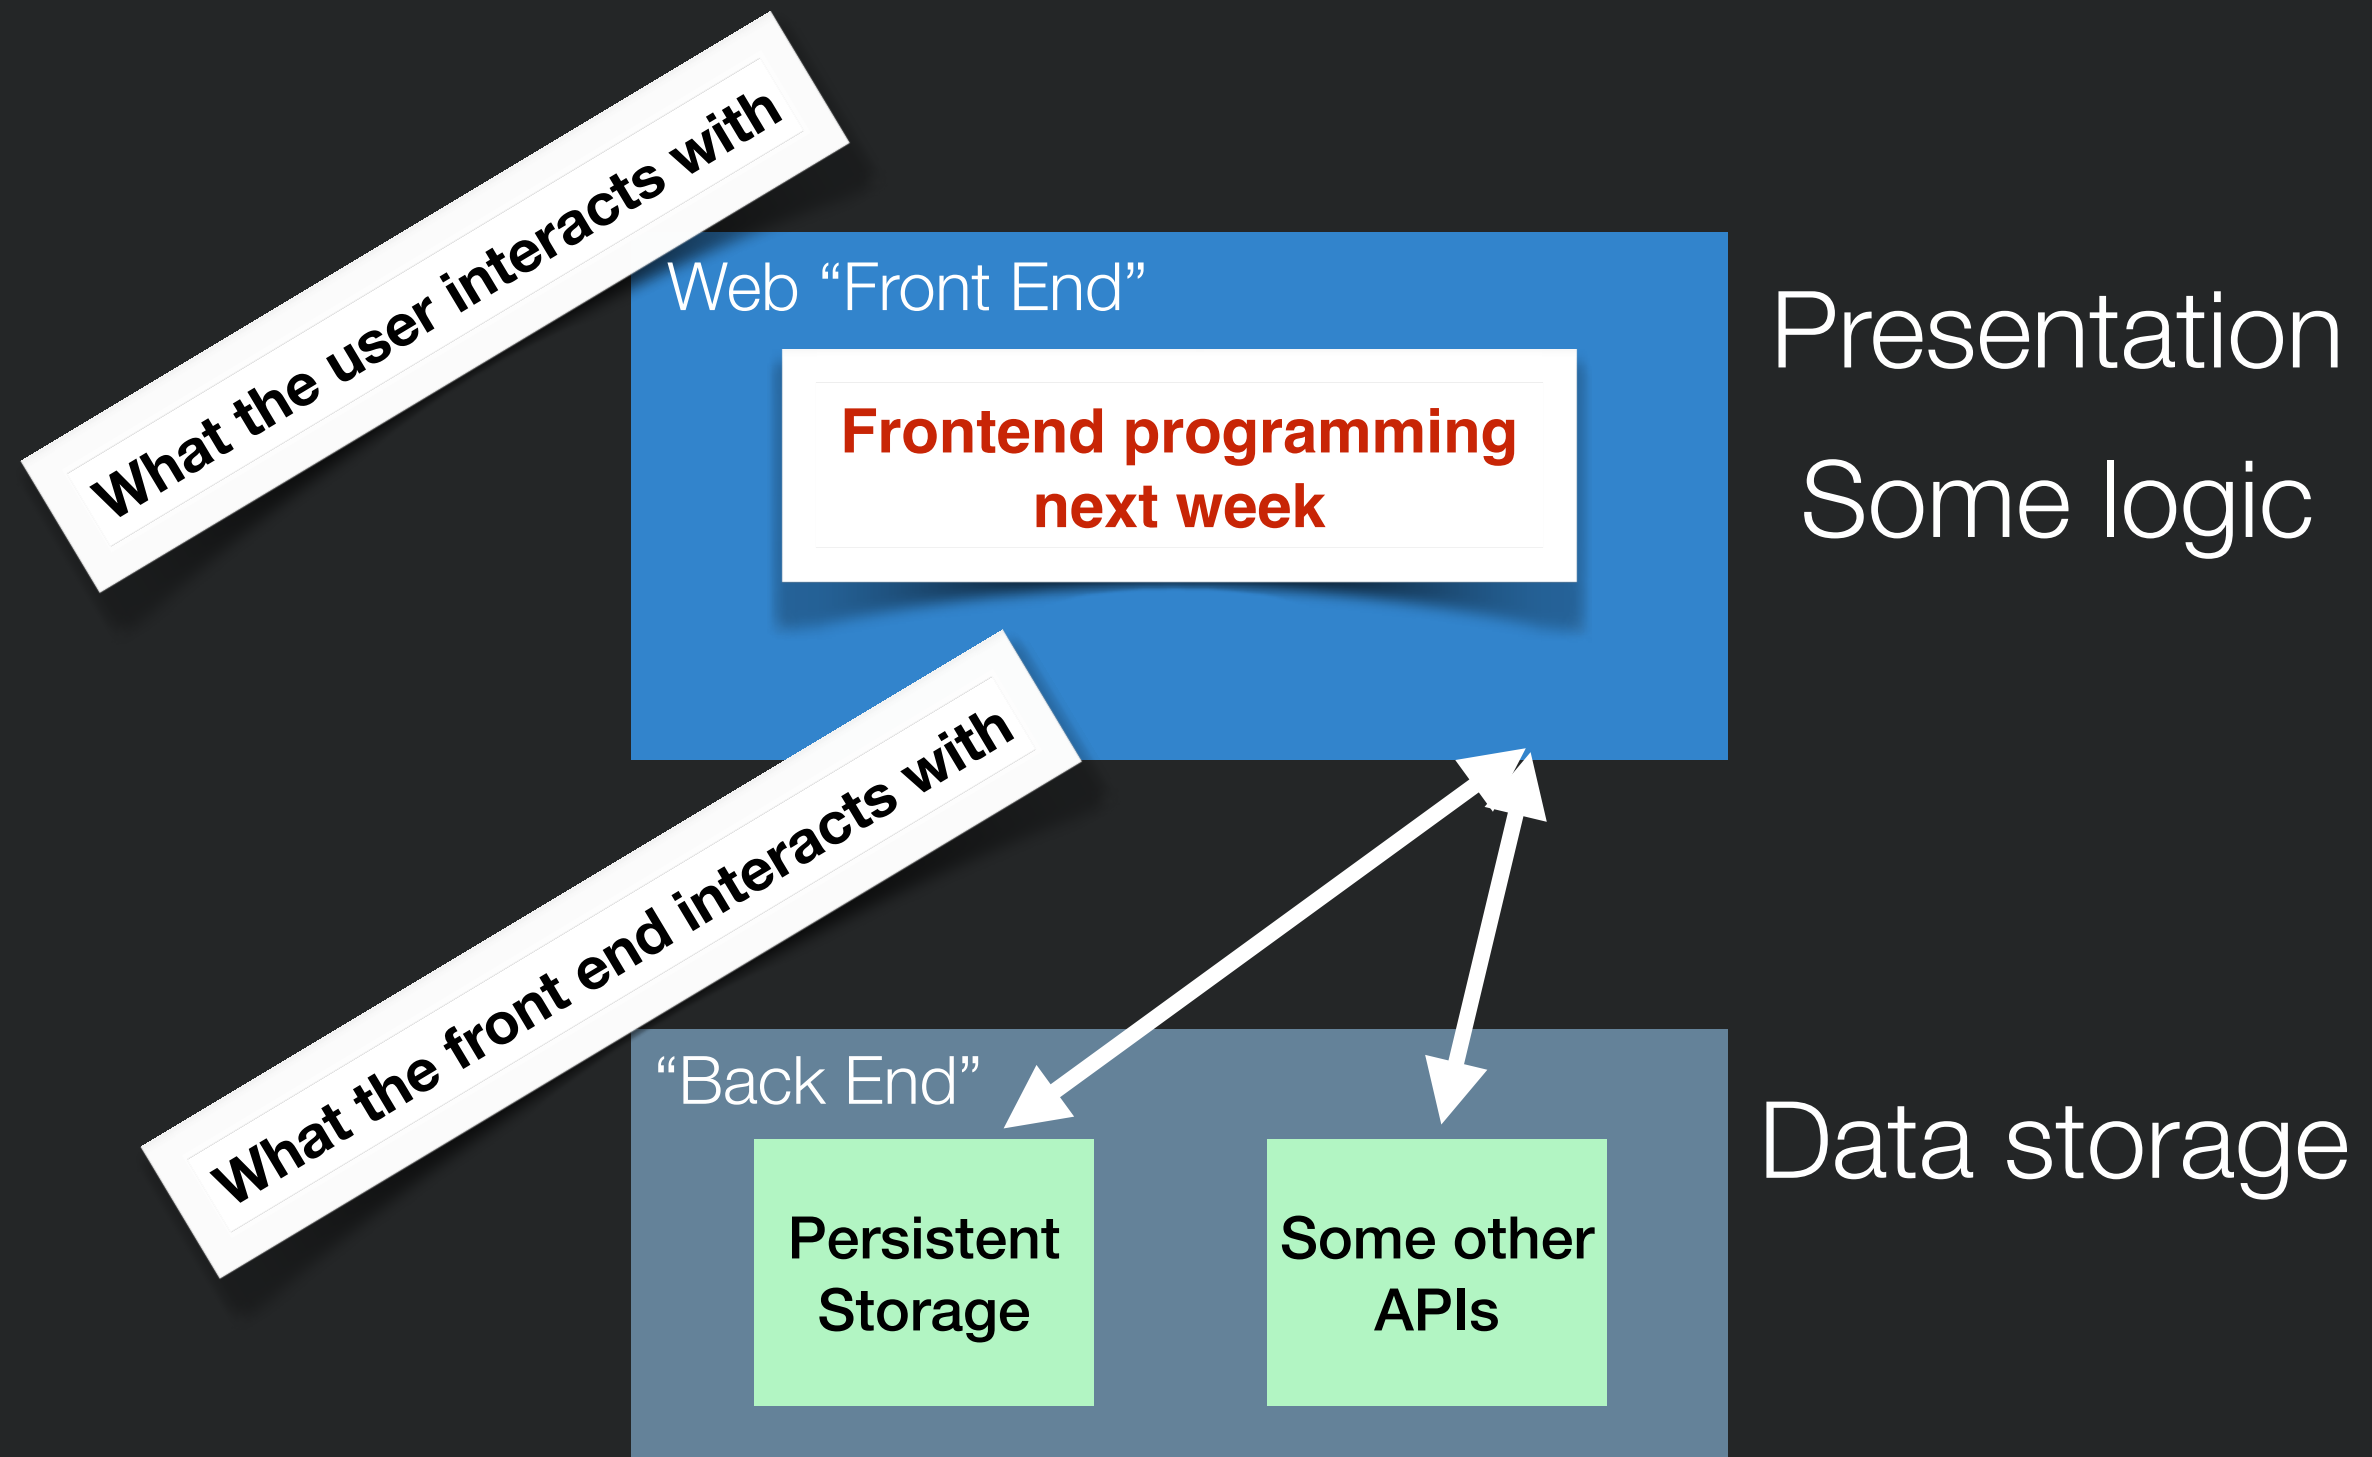 What the user interacts with
Web “Front End”
Frontend programming
next week
Presentation
Some logic
What the front end interacts with
“Back End”
Persistent
Storage
Some other
APIs
Data storage